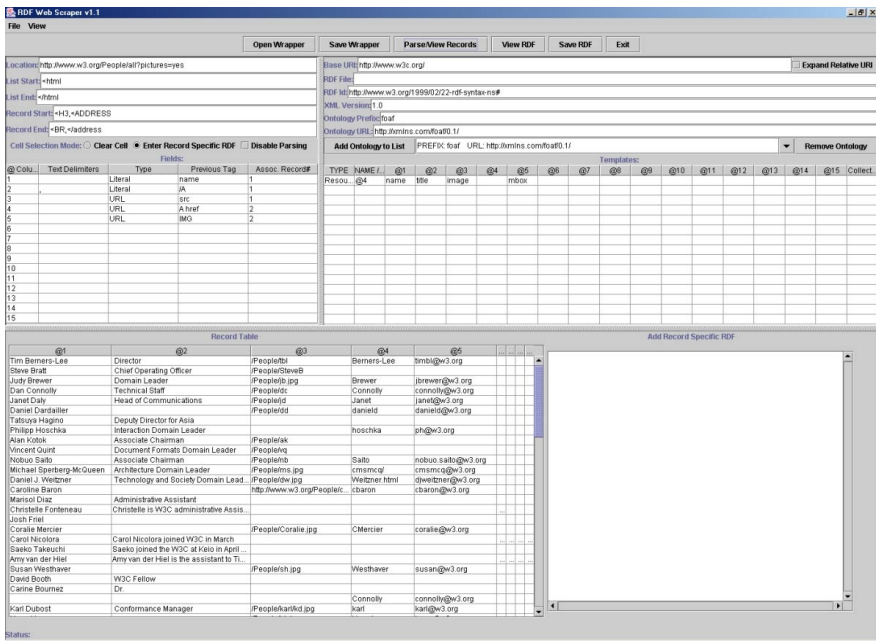 RDF Web Scraper v1.1
File View
Open Wrapper Save Wrapper Parse/View Records View RDF Save RDF Exit
Location: http://www.w3.org/People/all?pictures=yes
List Start: <html
List End: </html
Record Start: <H3,<ADDRESS
Record End: <BR,</address
Cell Selection Mode: Clear Cell Enter Record Specific RDF Disable Parsing
Fields:
@ Colu... Text Delimiters Type Previous Tag Assoc. Record#
1 Literal name 1
2 , Literal /A 1
3 URL src 1
4 URL A href 2
5 URL IMG 2
6
7
8
9
10
11
12
13
14
15
Base URI: http://www.w3c.org/ Expand Relative URI
RDF File:
RDF Id: http://www.w3.org/1999/02/22-rdf-syntax-ns#
XML Version: 1.0
Ontology Prefix: foaf
Ontology URL: http://xmlns.com/foaf/0.1/
Add Ontology to List PREFIX: foaf URL: http://xmlns.com/foaf/0.1/ Remove Ontology
Templates:
TYPE NAME /... @1 @2 @3 @4 @5 @6 @7 @8 @9 @10 @11 @12 @13 @14 @15 Collect...
Resou... @4 name title image mbox
Record Table
@1 @2 @3 @4 @5 ... ... ... ...
Tim Berners-Lee Director /People/tbl Berners-Lee timbl@w3.org
Steve Bratt Chief Operating Officer /People/SteveB
Judy Brewer Domain Leader /People/jb.jpg Brewer jbrewer@w3.org
Dan Connolly Technical Staff /People/dc Connolly connolly@w3.org
Janet Daly Head of Communications /People/jd Janet janet@w3.org
Daniel Dardailler /People/dd danield danield@w3.org
Tatsuya Hagino Deputy Director for Asia
Philipp Hoschka Interaction Domain Leader hoschka ph@w3.org
Alan Kotok Associate Chairman /People/ak
Vincent Quint Document Formats Domain Leader /People/vq
Nobuo Saito Associate Chairman /People/nb Saito nobuo.saito@w3.org
Michael Sperberg-McQueen Architecture Domain Leader /People/ms.jpg cmsmcq/ cmsmcq@w3.org
Daniel J. Weitzner Technology and Society Domain Lead... /People/dw.jpg Weitzner.html djweitzner@w3.org
Caroline Baron http://www.w3.org/People/c... cbaron cbaron@w3.org
Marisol Diaz Administrative Assistant
Christelle Fonteneau Christelle is W3C administrative Assis... ...
Josh Friel
Coralie Mercier /People/Coralie.jpg CMercier coralie@w3.org
Carol Nicolora Carol Nicolora joined W3C in March ... ... ... ...
Saeko Takeuchi Saeko joined the W3C at Keio in April ...
Amy van der Hiel Amy van der Hiel is the assistant to Ti... ... ... ... ...
Susan Westhaver /People/sh.jpg Westhaver susan@w3.org
David Booth W3C Fellow
Carine Bournez Dr.
Connolly connolly@w3.org
Karl Dubost Conformance Manager /People/karl/kd.jpg karl karl@w3.org
Add Record Specific RDF
Status: